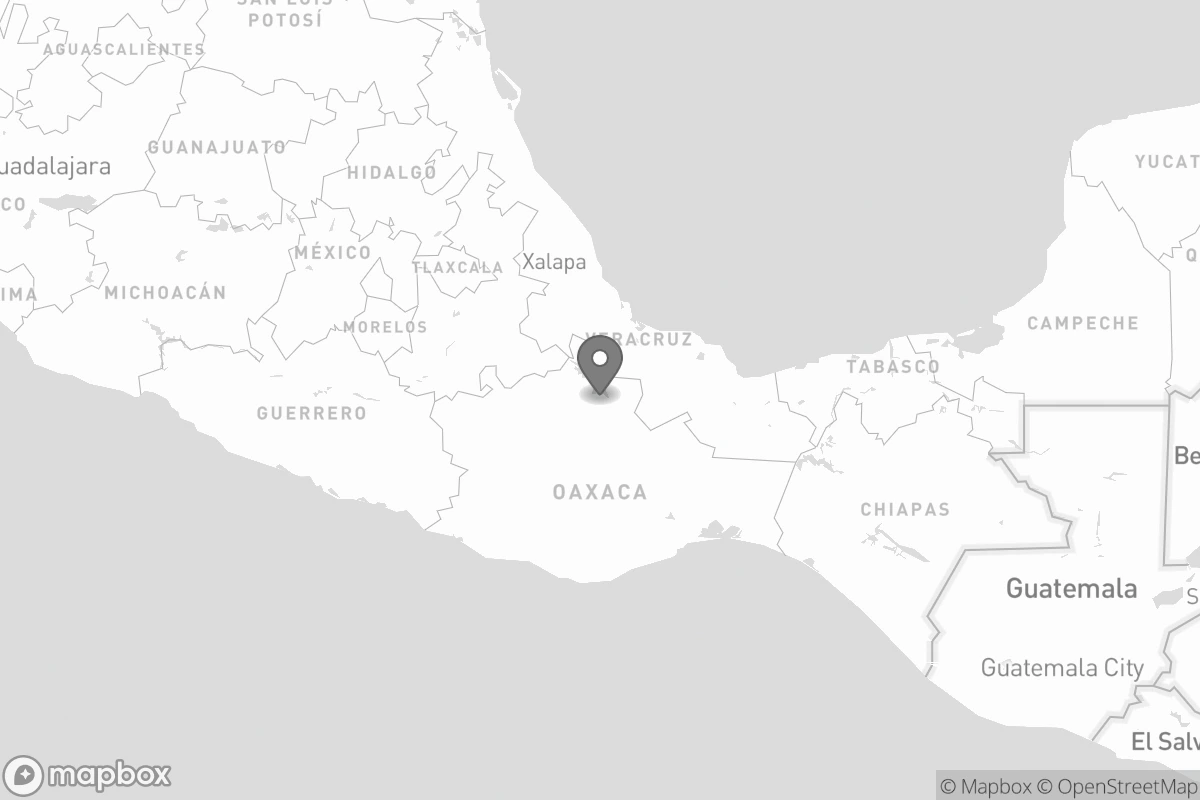 SAN LUIS
POTOSÍ
AGUASCALIENTES
GUANAJUATO
HIDALGO
YUCAT
uadalajara
CO
MÉXICO
TLAXCALA
Xalapa
Q
IMA
MICHOACÁN
MORELOS
VERACRUZ
CAMPECHE
TABASCO
GUERRERO
Be
OAXACA
CHIAPAS
Guatemala
S
Guatemala City
El Salv
mapbox
© Mapbox © OpenStreetMap